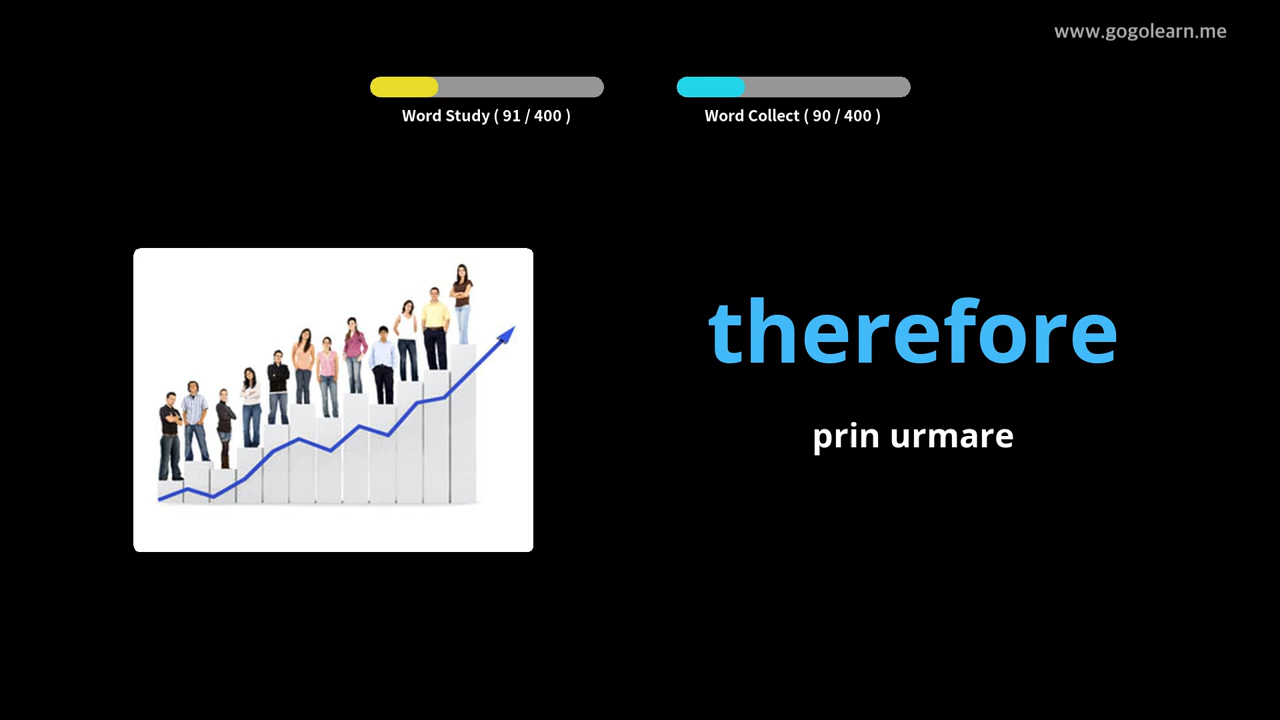 www.gogolearn.me
Word Study ( 91 / 400 )
Word Collect ( 90 / 400 )
therefore
prin urmare